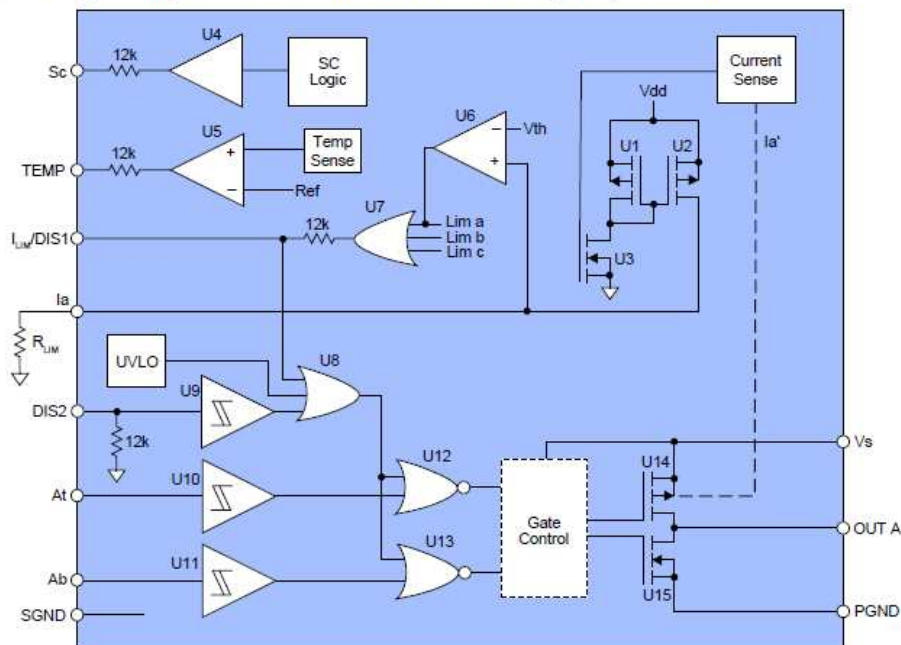 U4
12k
SC
Logic
Sc
Current
Sense
Vdd
U6
Vth
U5
12k
Temp
Sense
TEMP
Ref
U1
U2
Ia'
U7
12k
Lim a
Lim b
Lim c
I_LIM/DIS1
U3
Ia
R_LIM
UVLO
U8
U9
DIS2
12k
Vs
U12
U14
U10
At
Gate
Control
OUT A
U13
U11
Ab
U15
SGND
PGND